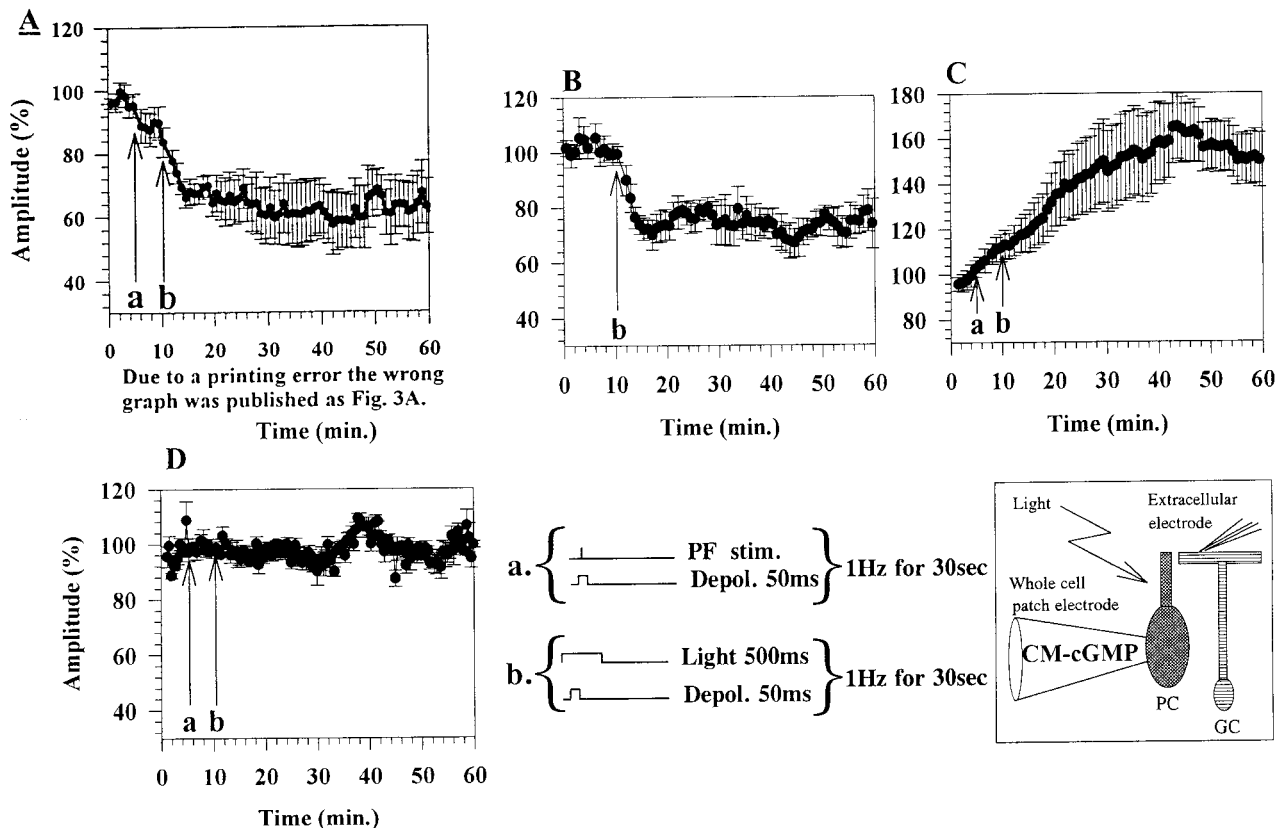 A
120
100
80
60
40
Amplitude (%)
a b
0 10 20 30 40 50 60
Due to a printing error the wrong
graph was published as Fig. 3A.
Time (min.)
B
120
100
80
60
40
b
0 10 20 30 40 50 60
Time (min.)
C
180
160
140
120
100
80
a b
0 10 20 30 40 50 60
D
120
100
80
60
40
Amplitude (%)
a b
0 10 20 30 40 50 60
Time (min.)
a. { PF stim. } 1Hz for 30sec
Depol. 50ms
b. { Light 500ms } 1Hz for 30sec
Depol. 50ms
Light
Extracellular
electrode
Whole cell
patch electrode
CM-cGMP
PC
GC